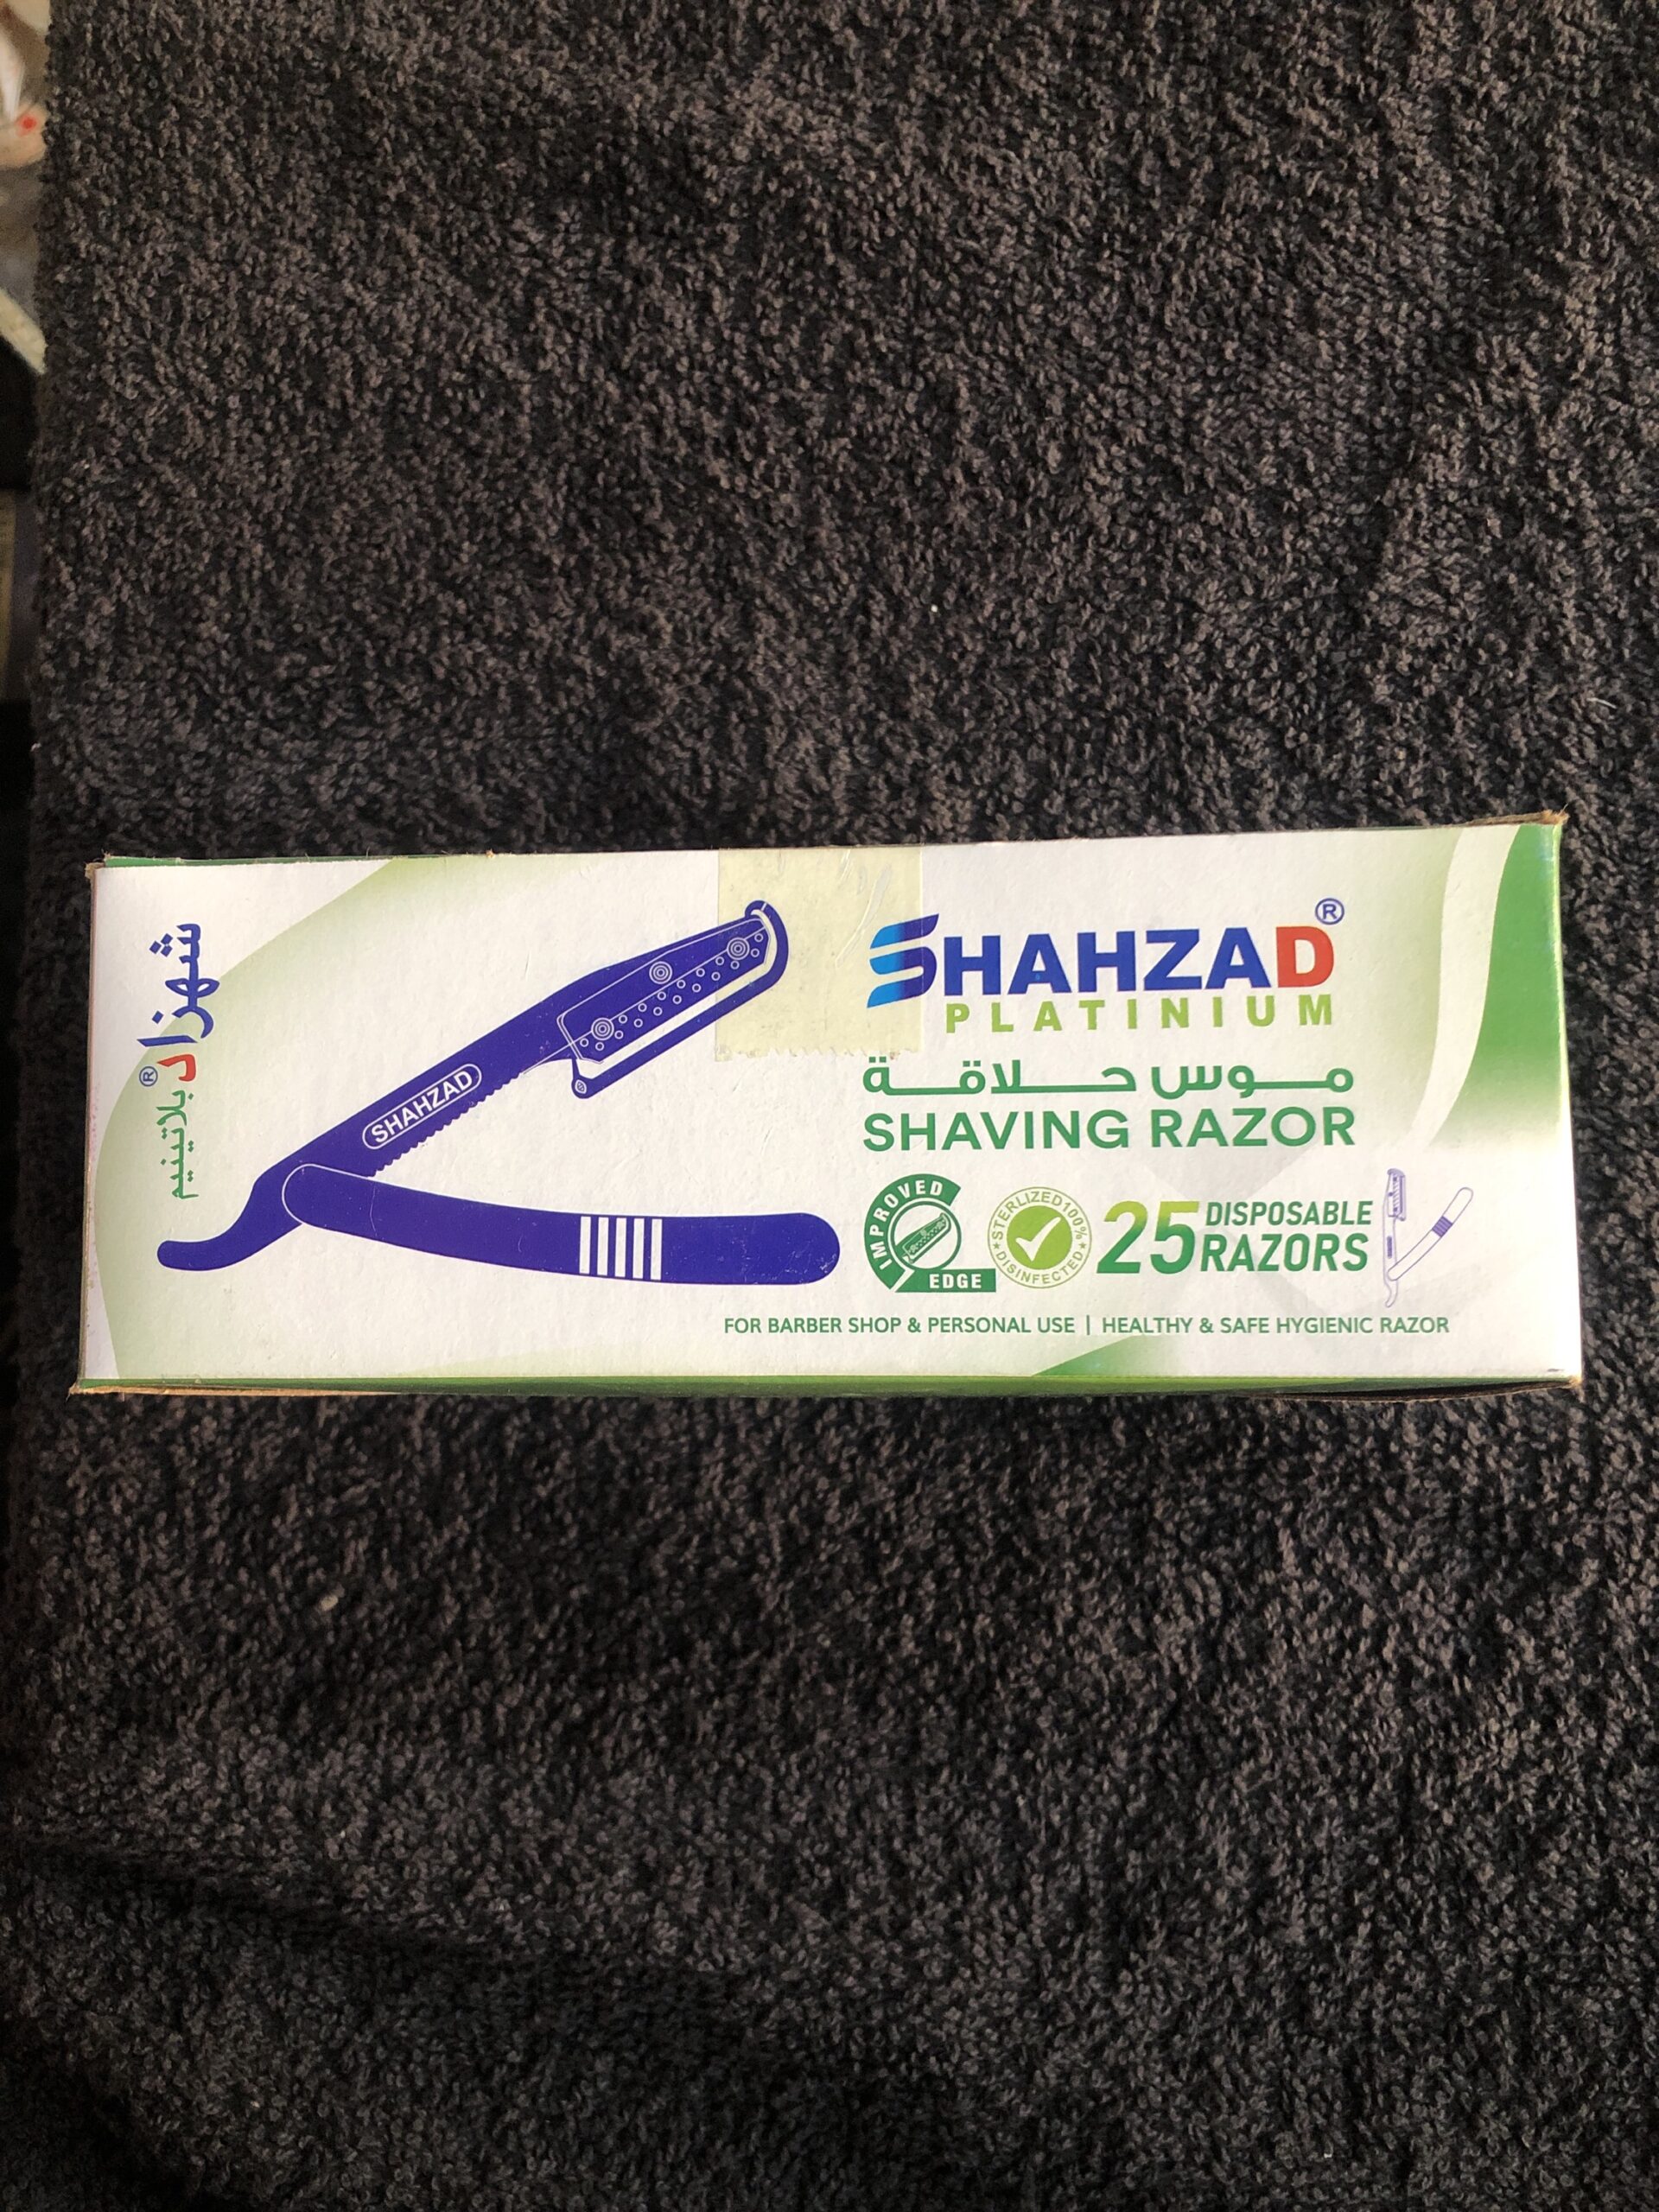 شهزاد®
بلاتينيم
SHAHZAD
SHAHZAD®
PLATINIUM
موس حلاقة
SHAVING RAZOR
IMPROVED
EDGE
STERLIZED 100%
DISINFECTED
25 DISPOSABLE
RAZORS
FOR BARBER SHOP & PERSONAL USE | HEALTHY & SAFE HYGIENIC RAZOR